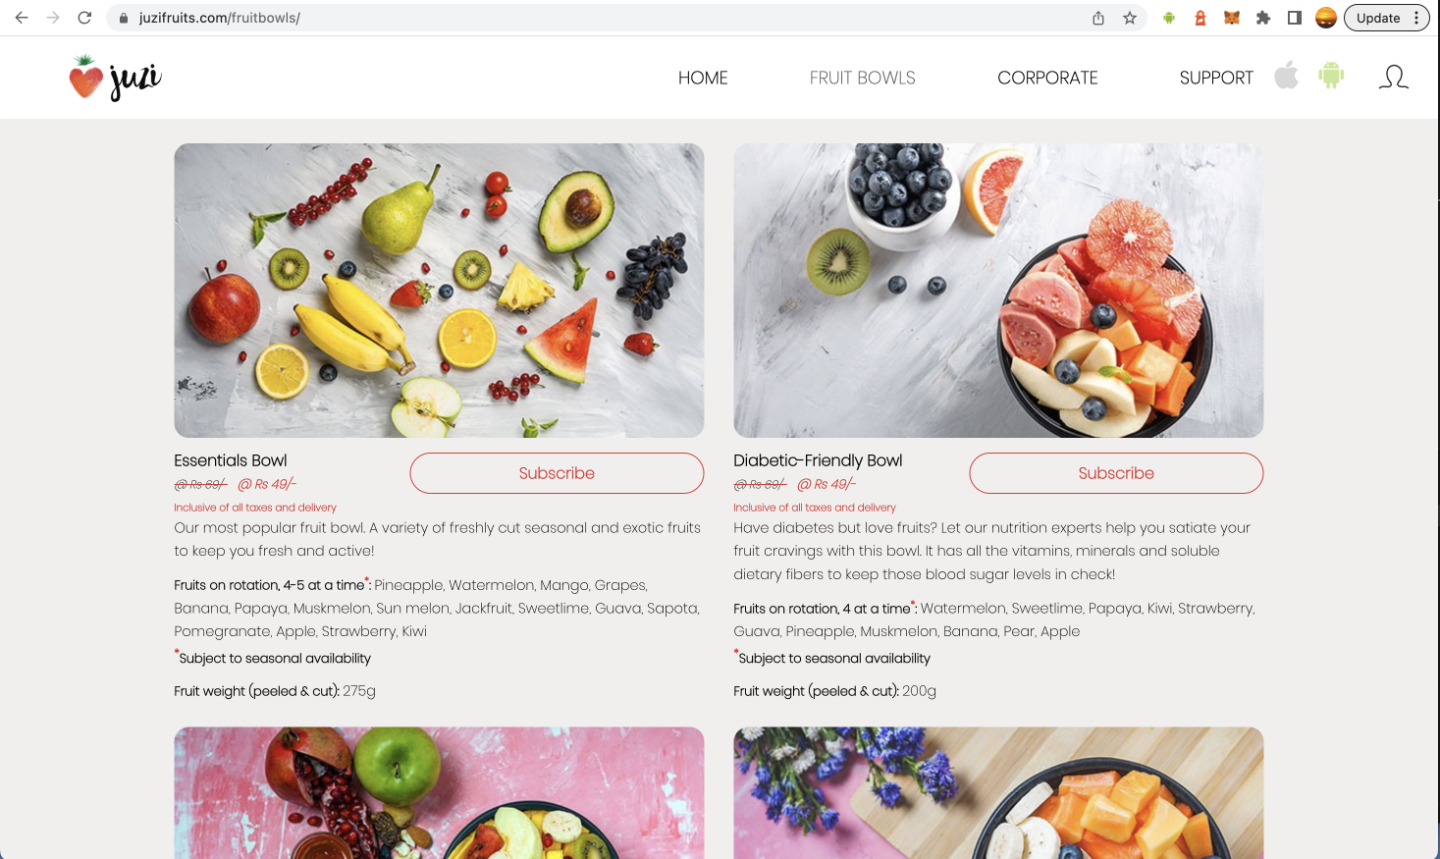 juzifruits.com/fruitbowls/
Update
juzi
HOME
FRUIT BOWLS
CORPORATE
SUPPORT
Essentials Bowl
Subscribe
@ Rs 69/- @ Rs 49/-
Inclusive of all taxes and delivery
Our most popular fruit bowl. A variety of freshly cut seasonal and exotic fruits
to keep you fresh and active!
Fruits on rotation, 4-5 at a time*: Pineapple, Watermelon, Mango, Grapes,
Banana, Papaya, Muskmelon, Sun melon, Jackfruit, Sweetlime, Guava, Sapota,
Pomegranate, Apple, Strawberry, Kiwi
*Subject to seasonal availability
Fruit weight (peeled & cut): 275g
Diabetic-Friendly Bowl
Subscribe
@ Rs 69/- @ Rs 49/-
Inclusive of all taxes and delivery
Have diabetes but love fruits? Let our nutrition experts help you satiate your
fruit cravings with this bowl. It has all the vitamins, minerals and soluble
dietary fibers to keep those blood sugar levels in check!
Fruits on rotation, 4 at a time*: Watermelon, Sweetlime, Papaya, Kiwi, Strawberry,
Guava, Pineapple, Muskmelon, Banana, Pear, Apple
*Subject to seasonal availability
Fruit weight (peeled & cut): 200g